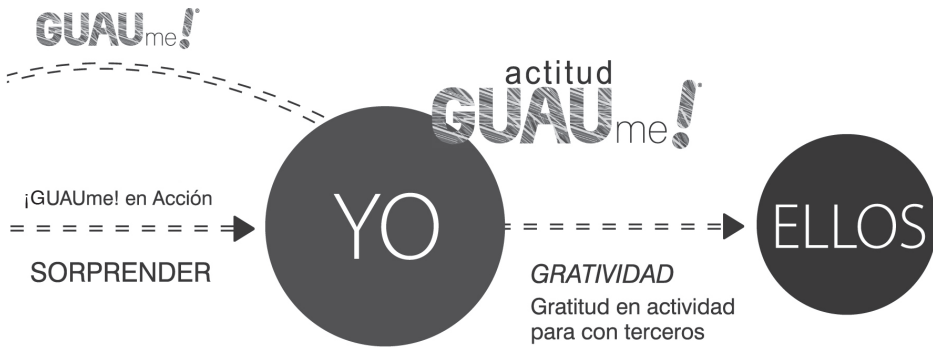 GUAUme!
actitud
GUAUme!
¡GUAUme! en Acción
SORPRENDER
YO
GRATIVIDAD
Gratitud en actividad
para con terceros
ELLOS